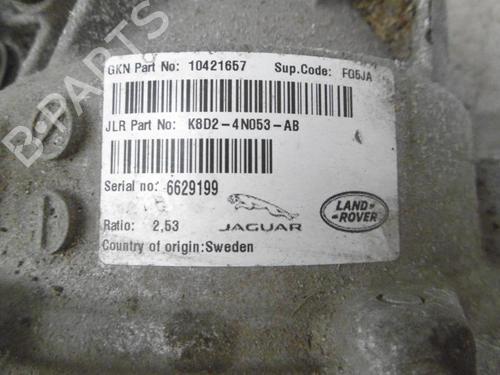 GKN Part No: 10421657 Sup.Code: FQ5JA
JLR Part No: K8D2-4N053-AB
Serial no: 6629199
Ratio: 2,53
JAGUAR
LAND-
-ROVER
Country of origin:Sweden
B-PARTS